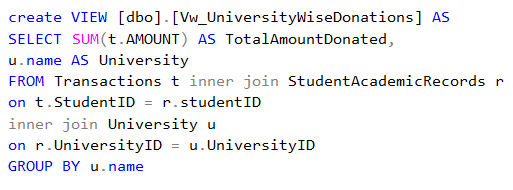 create VIEW [dbo].[Vw_UniversityWiseDonations] AS
SELECT SUM(t.AMOUNT) AS TotalAmountDonated,
u.name AS University
FROM Transactions t inner join StudentAcademicRecords r
on t.StudentID = r.studentID
inner join University u
on r.UniversityID = u.UniversityID
GROUP BY u.name